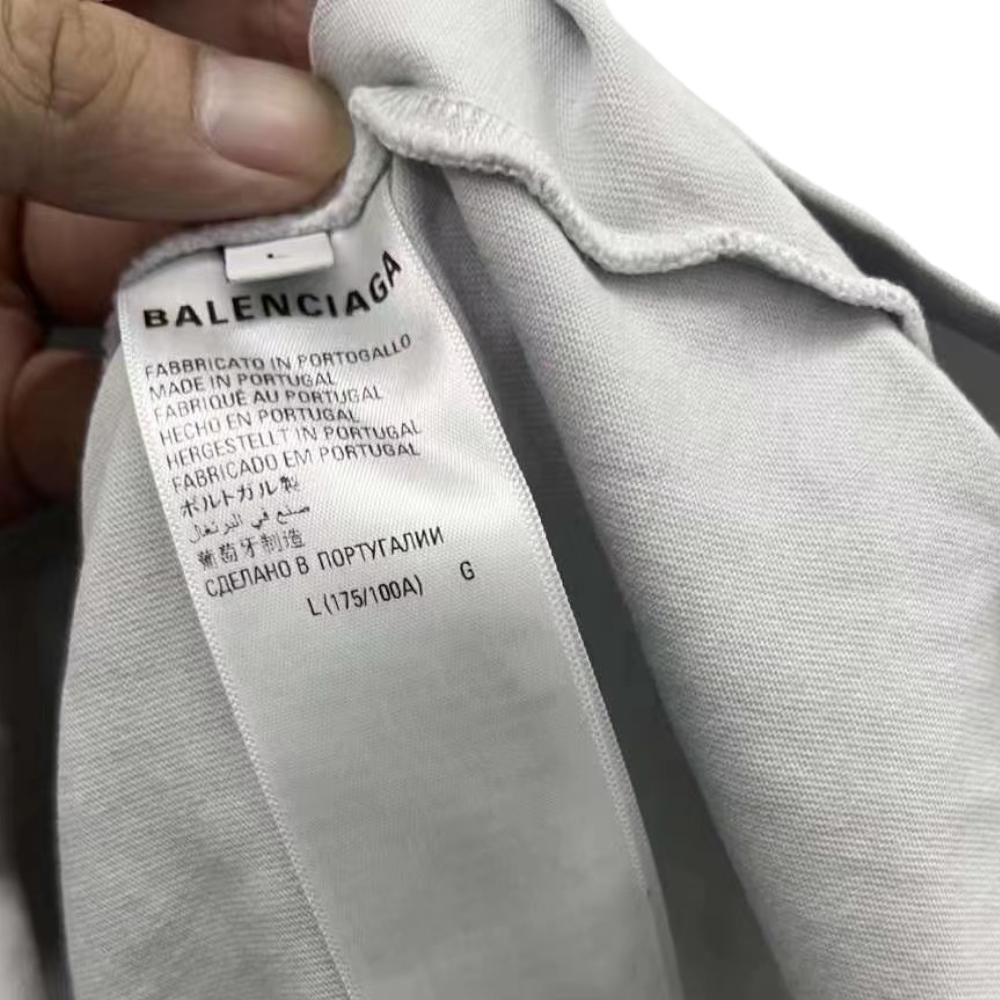 L
BALENCIAGA
FABBRICATO IN PORTOGALLO
MADE IN PORTUGAL
FABRIQUÉ AU PORTUGAL
HECHO EN PORTUGAL
HERGESTELLT IN PORTUGAL
FABRICADO EM PORTUGAL
ポルトガル製
صنع في البرتغال
葡萄牙制造
СДЕЛАНО В ПОРТУГАЛИИ
L (175/100A) G